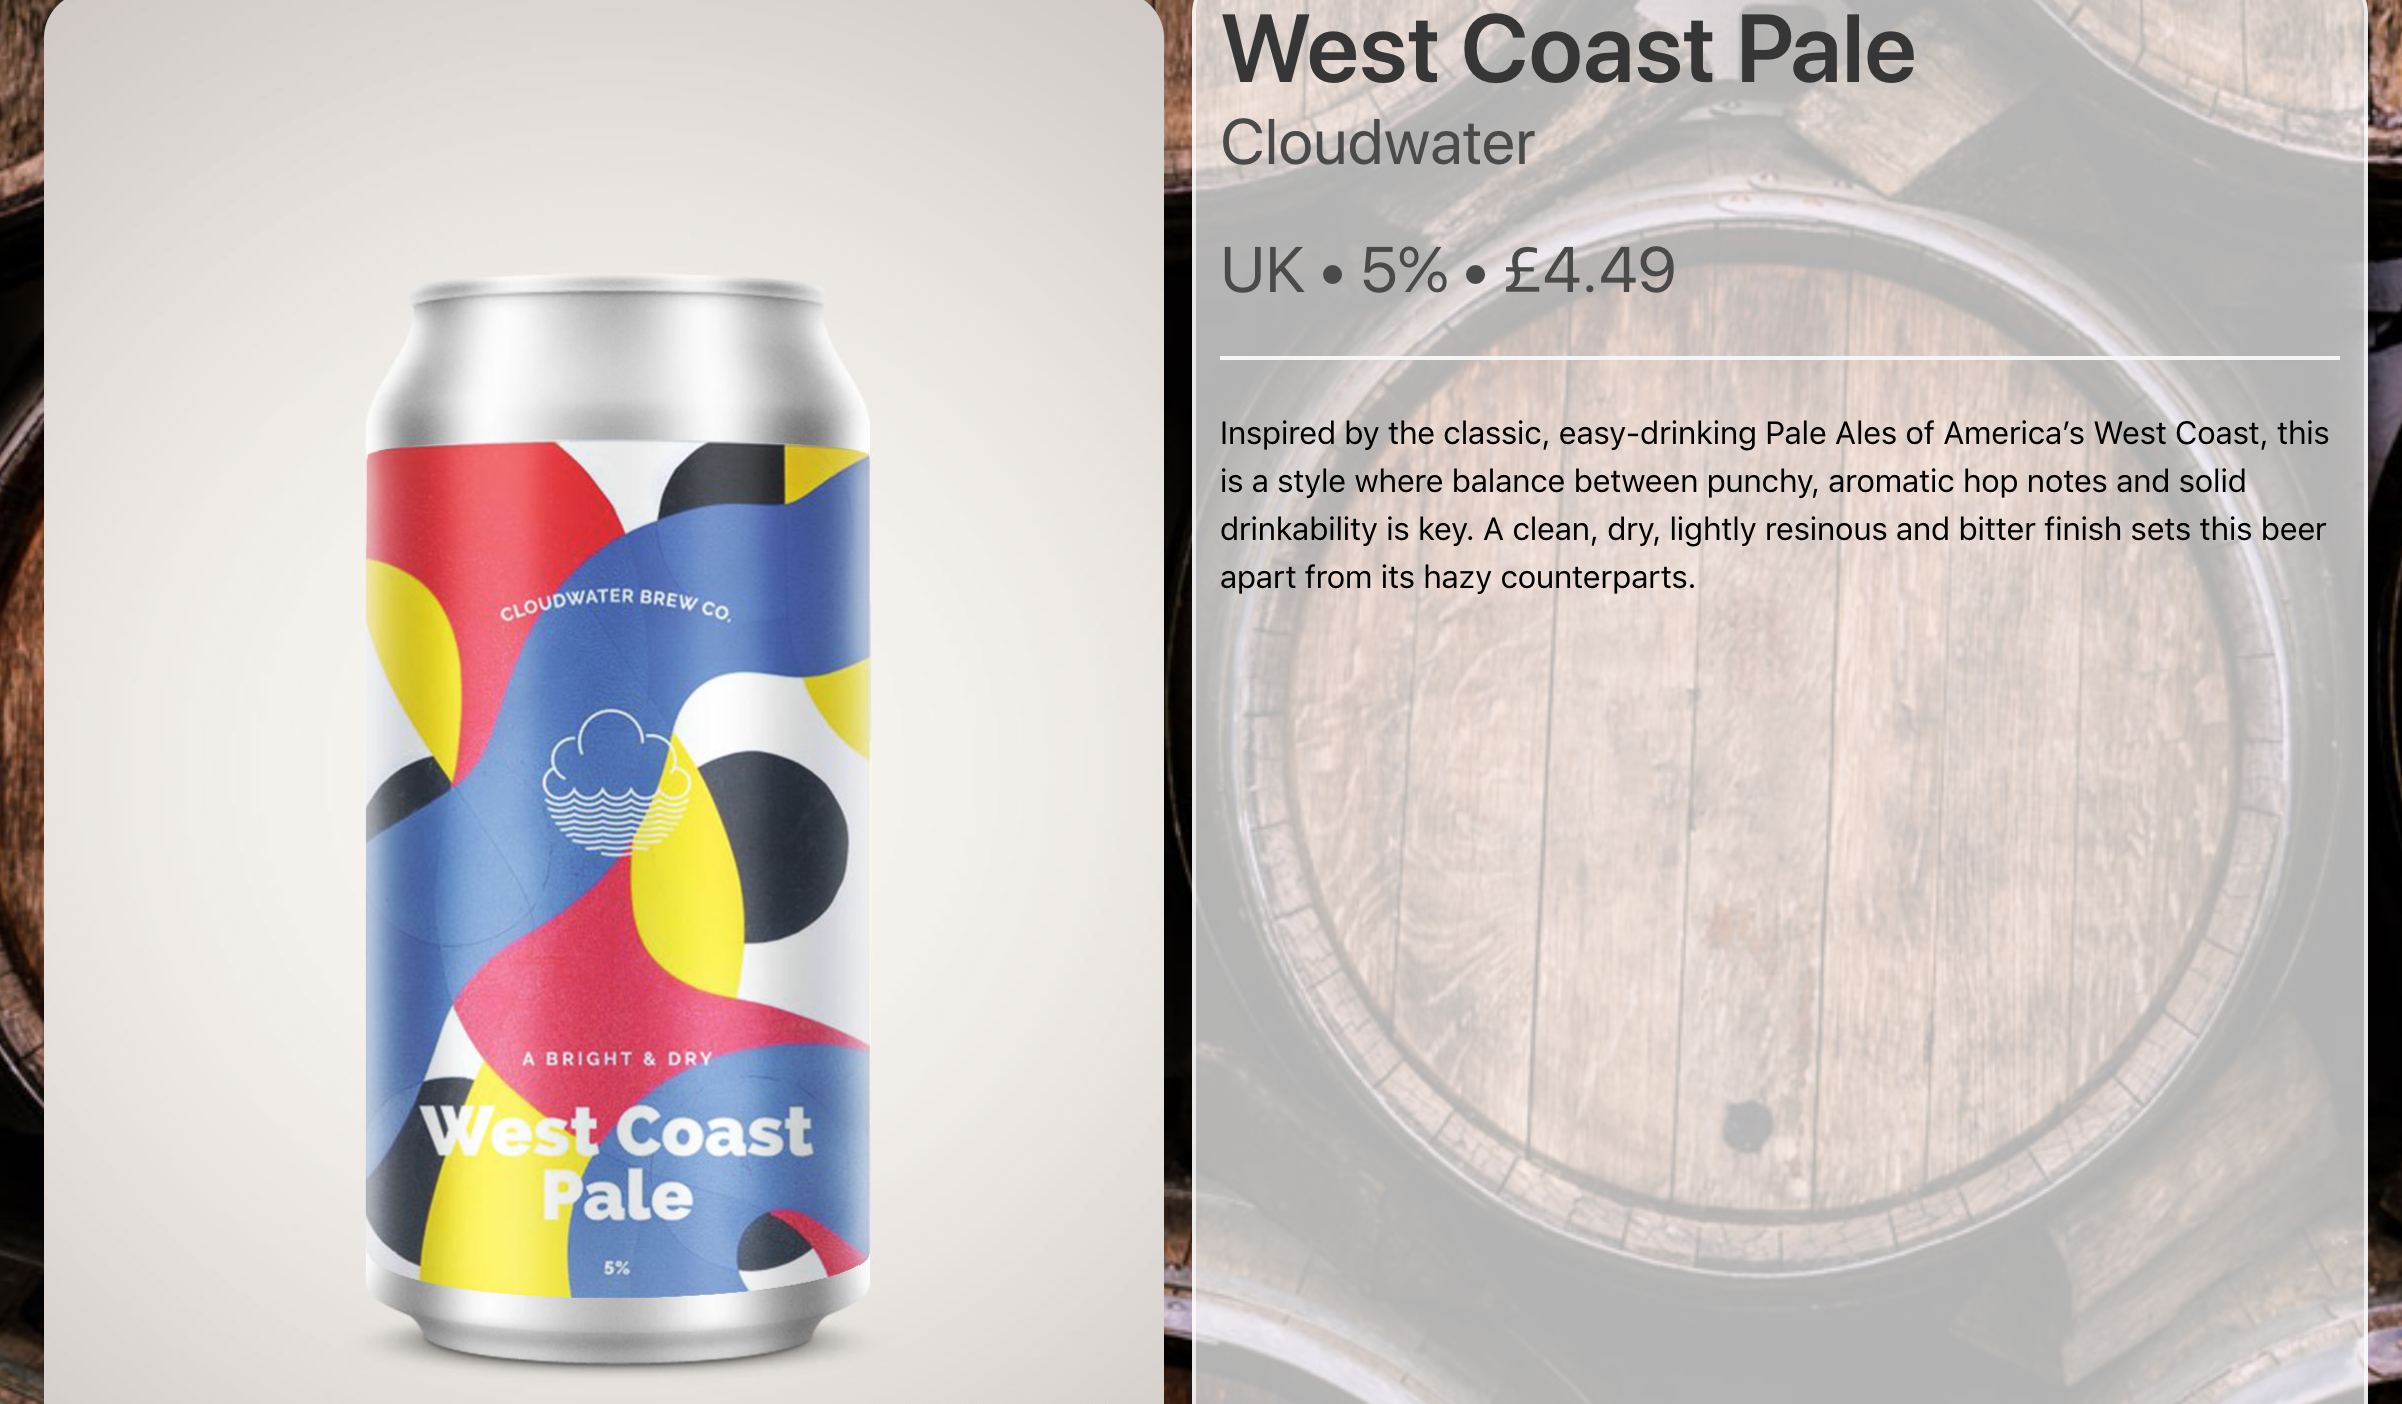 CLOUDWATER BREW CO.
A BRIGHT & DRY
West Coast
Pale
5%
West Coast Pale
Cloudwater
UK • 5% • £4.49
Inspired by the classic, easy-drinking Pale Ales of America’s West Coast, this
is a style where balance between punchy, aromatic hop notes and solid
drinkability is key. A clean, dry, lightly resinous and bitter finish sets this beer
apart from its hazy counterparts.